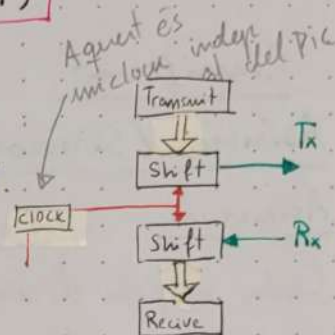 Aquest és
un clock indep
al del PIC
Transmit
Tx
Shift
CLOCK
Shift
Rx
Recive